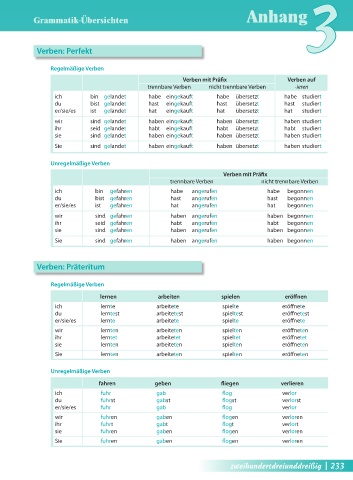 Grammatik-Übersichten Anhang 3
Verben: Perfekt
Regelmäßige Verben
Verben mit Präfix Verben auf
trennbare Verben nicht trennbare Verben -ieren
ich bin gelandet habe eingekauft habe übersetzt habe studiert
du bist gelandet hast eingekauft hast übersetzt hast studiert
er/sie/es ist gelandet hat eingekauft hat übersetzt hat studiert
wir sind gelandet haben eingekauft haben übersetzt haben studiert
ihr seid gelandet habt eingekauft habt übersetzt habt studiert
sie sind gelandet haben eingekauft haben übersetzt haben studiert
Sie sind gelandet haben eingekauft haben übersetzt haben studiert
Unregelmäßige Verben
Verben mit Präfix
trennbare Verben nicht trennbare Verben
ich bin gefahren habe angerufen habe begonnen
du bist gefahren hast angerufen hast begonnen
er/sie/es ist gefahren hat angerufen hat begonnen
wir sind gefahren haben angerufen haben begonnen
ihr seid gefahren habt angerufen habt begonnen
sie sind gefahren haben angerufen haben begonnen
Sie sind gefahren haben angerufen haben begonnen
Verben: Präteritum
Regelmäßige Verben
lernen arbeiten spielen eröffnen
ich lernte arbeitete spielte eröffnete
du lerntest arbeitetest spieltest eröffnetest
er/sie/es lernte arbeitete spielte eröffnete
wir lernten arbeiteten spielten eröffneten
ihr lerntet arbeitetet spieltet eröffnetet
sie lernten arbeiteten spielten eröffneten
Sie lernten arbeiteten spielten eröffneten
Unregelmäßige Verben
fahren geben fliegen verlieren
ich fuhr gab flog verlor
du fuhrst gabst flogst verlorst
er/sie/es fuhr gab flog verlor
wir fuhren gaben flogen verloren
ihr fuhrt gabt flogt verlort
sie fuhren gaben flogen verloren
Sie fuhren gaben flogen verloren
zweihundertdreiunddreißig | 233